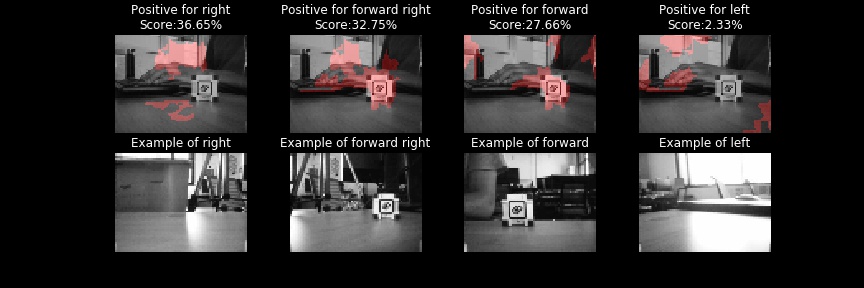 Positive for right
Score:36.65%
Positive for forward right
Score:32.75%
Positive for forward
Score:27.66%
Positive for left
Score:2.33%
Example of right
Example of forward right
Example of forward
Example of left